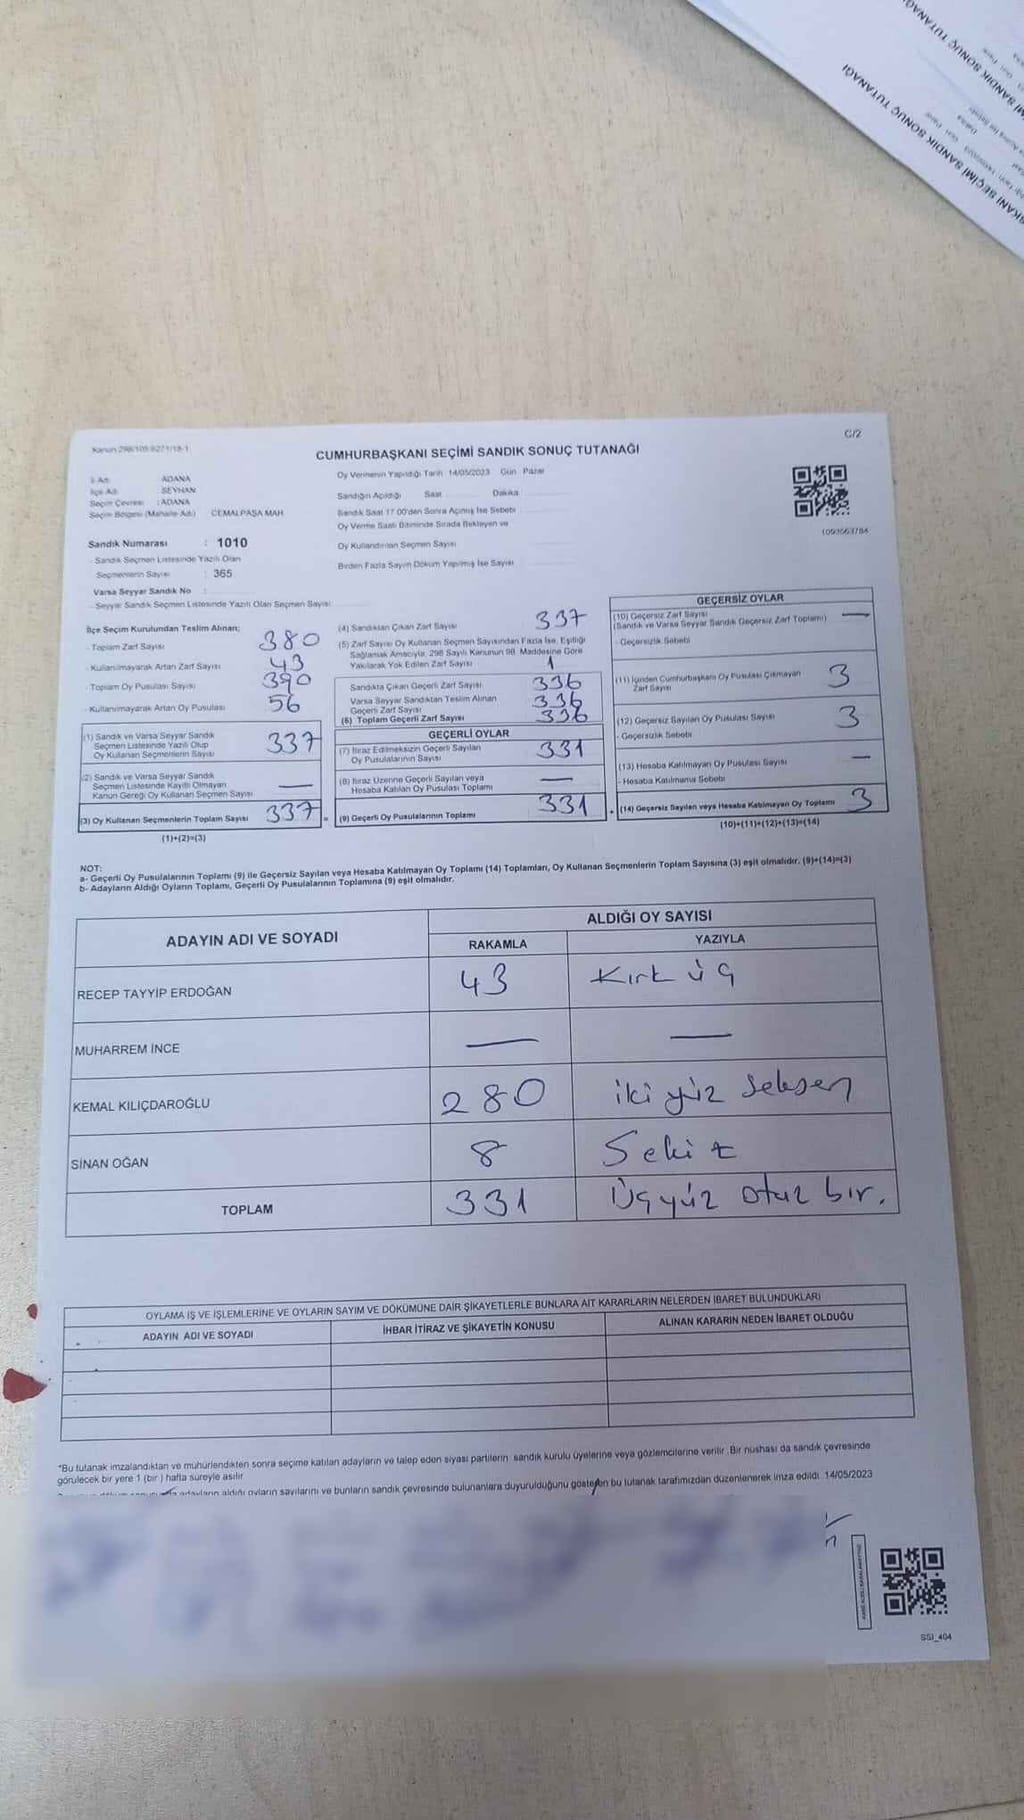 TUTANAĞI
SANDIK SONUÇ TUTANAĞI
SEÇİMİ SANDIK SONUÇ TUTANAĞI
C/2
CUMHURBAŞKANI SEÇİMİ SANDIK SONUÇ TUTANAĞI
Oy Vermenin Yapıldığı Tarih 14/05/2023 Gün Pazar
İl Adı ADANA
İlçe Adı : SEYHAN
Seçim Çevresi : ADANA
Seçim Bölgesi (Mahalle Adı) CEMALPAŞA MAH
Sandığın Açıldığı Saat Dakika
Sandık Saat 17.00'den Sonra Açılmış İse Sebebi
Oy Verme Saati Bitiminde Sırada Bekleyen ve
Oy Kullandırılan Seçmen Sayısı
Birden Fazla Sayım Döküm Yapılmış İse Sayısı
Sandık Numarası : 1010
- Sandık Seçmen Listesinde Yazılı Olan
Seçmenlerin Sayısı : 365
Varsa Seyyar Sandık No :
- Seyyar Sandık Seçmen Listesinde Yazılı Olan Seçmen Sayısı
İlçe Seçim Kurulundan Teslim Alınan;
- Toplam Zarf Sayısı 380
- Kullanılmayarak Artan Zarf Sayısı 43
- Toplam Oy Pusulası Sayısı 390
- Kullanılmayarak Artan Oy Pusulası 56
(1) Sandık ve Varsa Seyyar Sandık
Seçmen Listesinde Yazılı Olup
Oy Kullanan Seçmenlerin Sayısı 337
(2) Sandık ve Varsa Seyyar Sandık
Seçmen Listesinde Kayıtlı Olmayan
Kanun Gereği Oy Kullanan Seçmen Sayısı —
(3) Oy Kullanan Seçmenlerin Toplam Sayısı 337 =
(1)+(2)=(3)
(4) Sandıktan Çıkan Zarf Sayısı 337
(5) Zarf Sayısı Oy Kullanan Seçmen Sayısından Fazla İse, Eşitliği
Sağlamak Amacıyla, 298 Sayılı Kanunun 98. Maddesine Göre
Yakılarak Yok Edilen Zarf Sayısı 1
Sandıkta Çıkan Geçerli Zarf Sayısı 336
Varsa Seyyar Sandıktan Teslim Alınan
Geçerli Zarf Sayısı 336
(6) Toplam Geçerli Zarf Sayısı 336
GEÇERLİ OYLAR
(7) İtiraz Edilmeksizin Geçerli Sayılan
Oy Pusulalarının Sayısı 331
(8) İtiraz Üzerine Geçerli Sayılan veya
Hesaba Katılan Oy Pusulası Toplamı —
(9) Geçerli Oy Pusulalarının Toplamı 331 +
GEÇERSİZ OYLAR
(10) Geçersiz Zarf Sayısı —
(Sandık ve Varsa Seyyar Sandık Geçersiz Zarf Toplamı)
- Geçersizlik Sebebi
(11) İçinden Cumhurbaşkanı Oy Pusulası Çıkmayan
Zarf Sayısı 3
(12) Geçersiz Sayılan Oy Pusulası Sayısı 3
- Geçersizlik Sebebi
(13) Hesaba Katılmayan Oy Pusulası Sayısı —
- Hesaba Katılmama Sebebi
(14) Geçersiz Sayılan veya Hesaba Katılmayan Oy Toplamı 3
(10)+(11)+(12)+(13)=(14)
NOT:
a- Geçerli Oy Pusulalarının Toplamı (9) ile Geçersiz Sayılan veya Hesaba Katılmayan Oy Toplamı (14) Toplamları, Oy Kullanan Seçmenlerin Toplam Sayısına (3) eşit olmalıdır. (9)+(14)=(3)
b- Adayların Aldığı Oyların Toplamı, Geçerli Oy Pusulalarının Toplamına (9) eşit olmalıdır.
ADAYIN ADI VE SOYADI
ALDIĞI OY SAYISI
RAKAMLA YAZIYLA
RECEP TAYYİP ERDOĞAN 43 Kırk üç
MUHARREM İNCE — —
KEMAL KILIÇDAROĞLU 280 iki yüz seksen
SİNAN OĞAN 8 Sekiz
TOPLAM 331 Üçyüz otuz bir.
OYLAMA İŞ VE İŞLEMLERİNE VE OYLARIN SAYIM VE DÖKÜMÜNE DAİR ŞİKAYETLERLE BUNLARA AİT KARARLARIN NELERDEN İBARET BULUNDUKLARI
ADAYIN ADI VE SOYADI İHBAR İTİRAZ VE ŞİKAYETİN KONUSU ALINAN KARARIN NEDEN İBARET OLDUĞU
*Bu tutanak imzalandıktan ve mühürlendikten sonra seçime katılan adayların ve talep eden siyasi partilerin sandık kurulu üyelerine veya gözlemcilerine verilir. Bir nüshası da sandık çevresinde
görülecek bir yere 1 (bir) hafta süreyle asılır
adayların aldığı oyların sayılarını ve bunların sandık çevresinde bulunanlara duyurulduğunu gösteren bu tutanak tarafımızdan düzenlenerek imza edildi. 14/05/2023
SSI_404